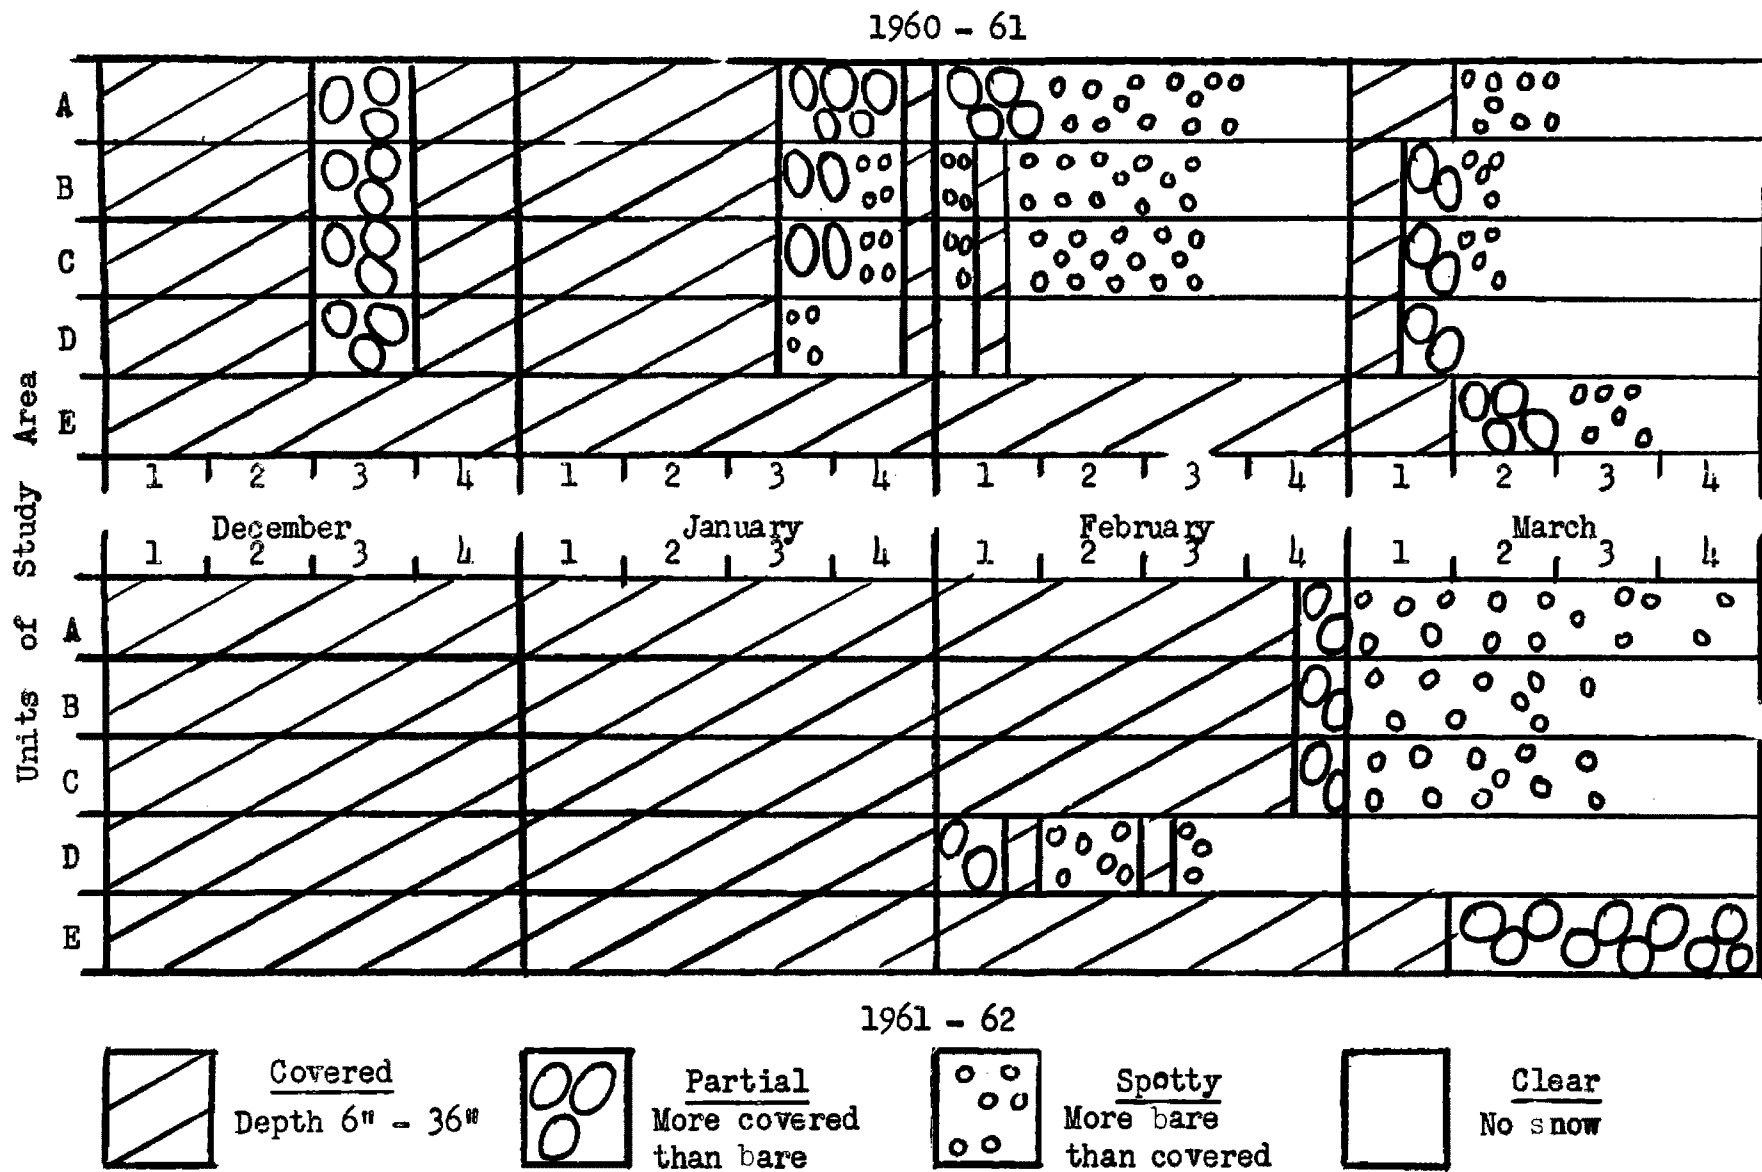 1960 - 61
A
B
C
D
E
1 2 3 4 1 2 3 4 1 2 3 4 1 2 3 4
December January February March
1 2 3 4 1 2 3 4 1 2 3 4 1 2 3 4
A
B
C
D
E
Units of Study Area
1961 - 62
Covered
Depth 6" - 36"
Partial
More covered
than bare
Spotty
More bare
than covered
Clear
No snow